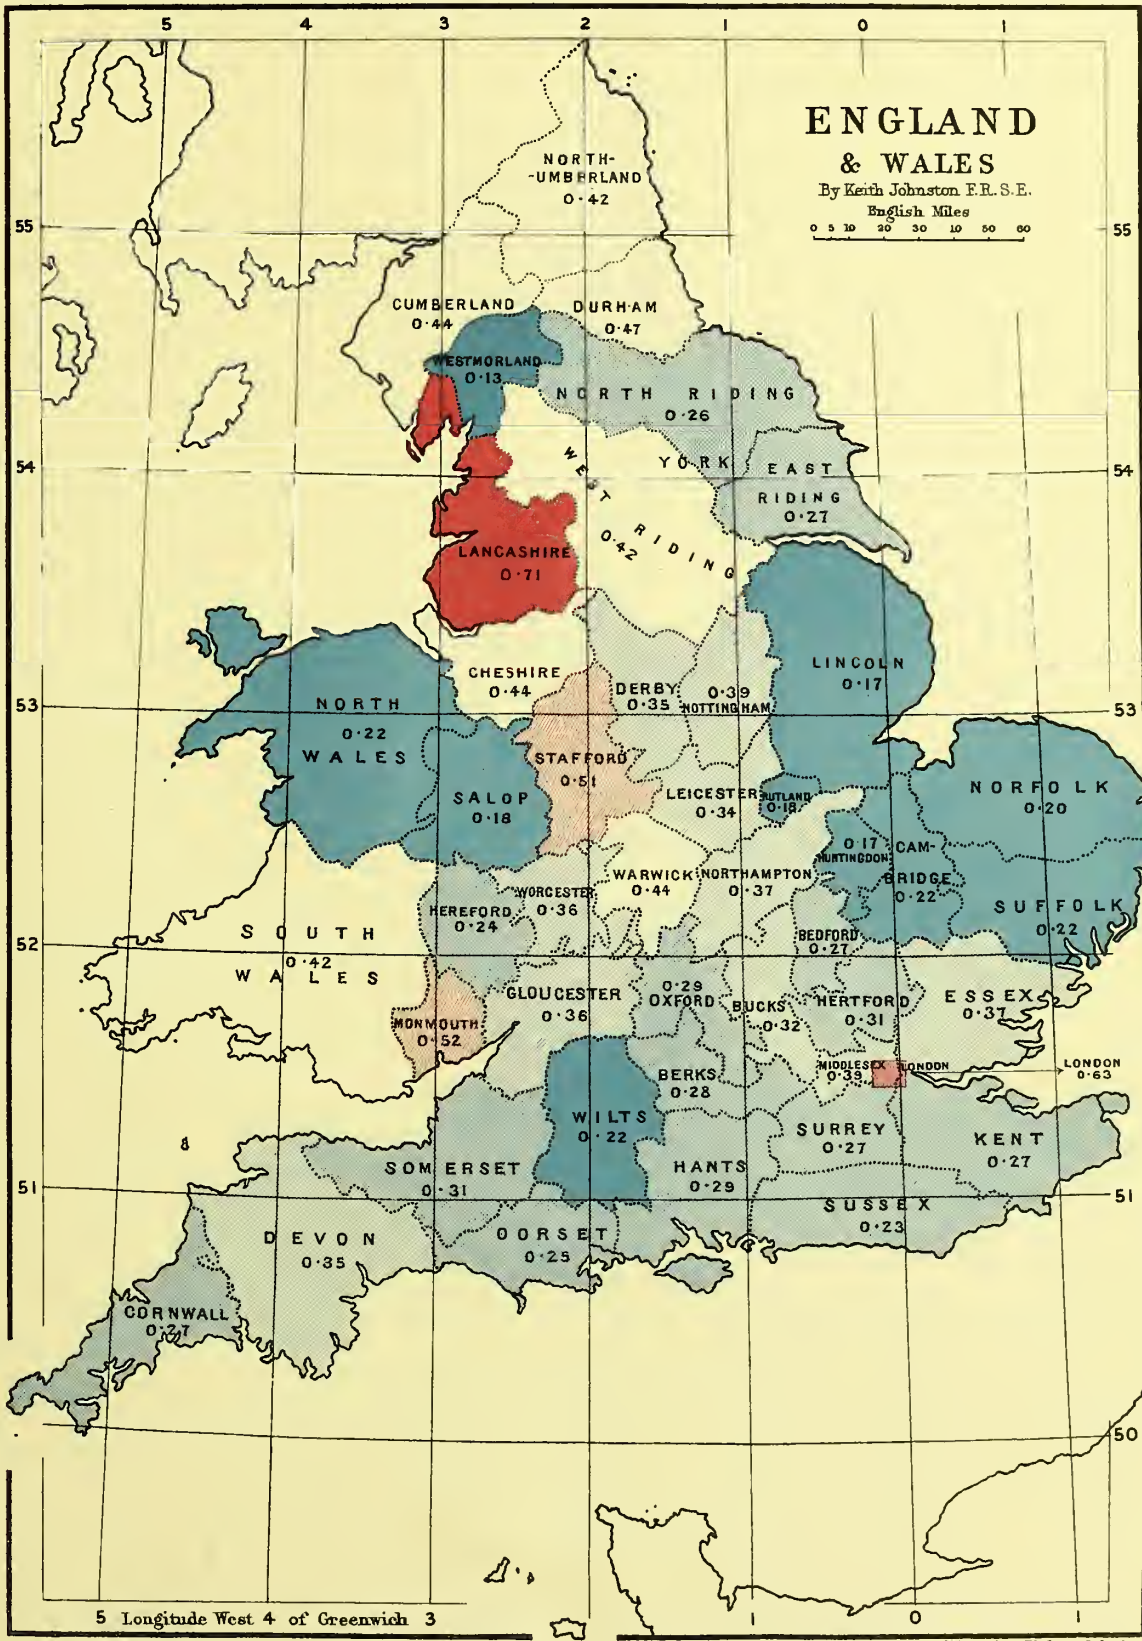 5 4 3 2 1 0 1
ENGLAND
& WALES
By Keith Johnston F.R.S.E.
English Miles
0 5 10 20 30 40 50 60
NORTH-
-UMBERLAND
0·42
55 55
CUMBERLAND
0·44
DURHAM
0·47
WESTMORLAND
0·13
NORTH RIDING
0·26
YORK
EAST
RIDING
0·27
WEST RIDING
0·42
54 54
LANCASHIRE
0·71
CHESHIRE
0·44
DERBY
0·35
0·39
NOTTINGHAM
LINCOLN
0·17
53 53
NORTH
0·22
WALES
STAFFORD
0·51
SALOP
0·18
LEICESTER
0·34
RUTLAND
0·18
NORFOLK
0·20
0·17
HUNTINGDON
CAM-
BRIDGE
0·22
SUFFOLK
0·22
WARWICK
0·44
NORTHAMPTON
0·37
WORCESTER
0·36
HEREFORD
0·24
BEDFORD
0·27
52 52
SOUTH
0·42
WALES
MONMOUTH
0·52
GLOUCESTER
0·36
0·29
OXFORD
BUCKS
0·32
HERTFORD
0·31
ESSEX
0·37
MIDDLESEX
0·39
LONDON
LONDON
0·63
BERKS
0·28
WILTS
0·22
SURREY
0·27
KENT
0·27
HANTS
0·29
SOMERSET
0·31
51 51
SUSSEX
0·23
DORSET
0·25
DEVON
0·35
CORNWALL
0·27
50
5 Longitude West 4 of Greenwich 3 0 1